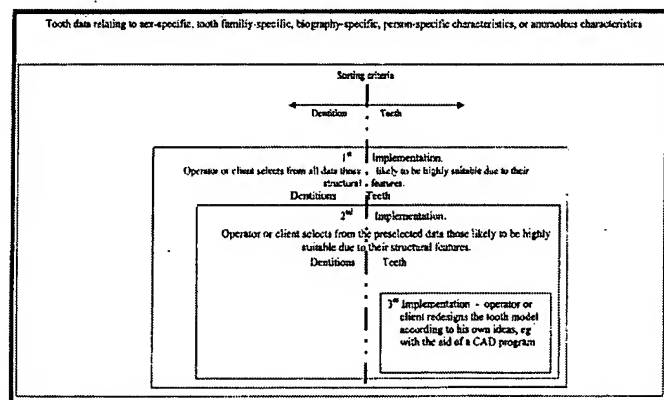 Tooth data relating to sex-specific, tooth family-specific, biography-specific, person-specific characteristics, or anomalous characteristics
Sorting criteria
Dentition Teeth
1st Implementation.
Operator or client selects from all data those likely to be highly suitable due to their
structural features.
Dentitions Teeth
2nd Implementation.
Operator or client selects from the preselected data those likely to be highly
suitable due to their structural features.
Dentitions Teeth
3rd Implementation - operator or
client redesigns the tooth model
according to his own ideas, eg
with the aid of a CAD program